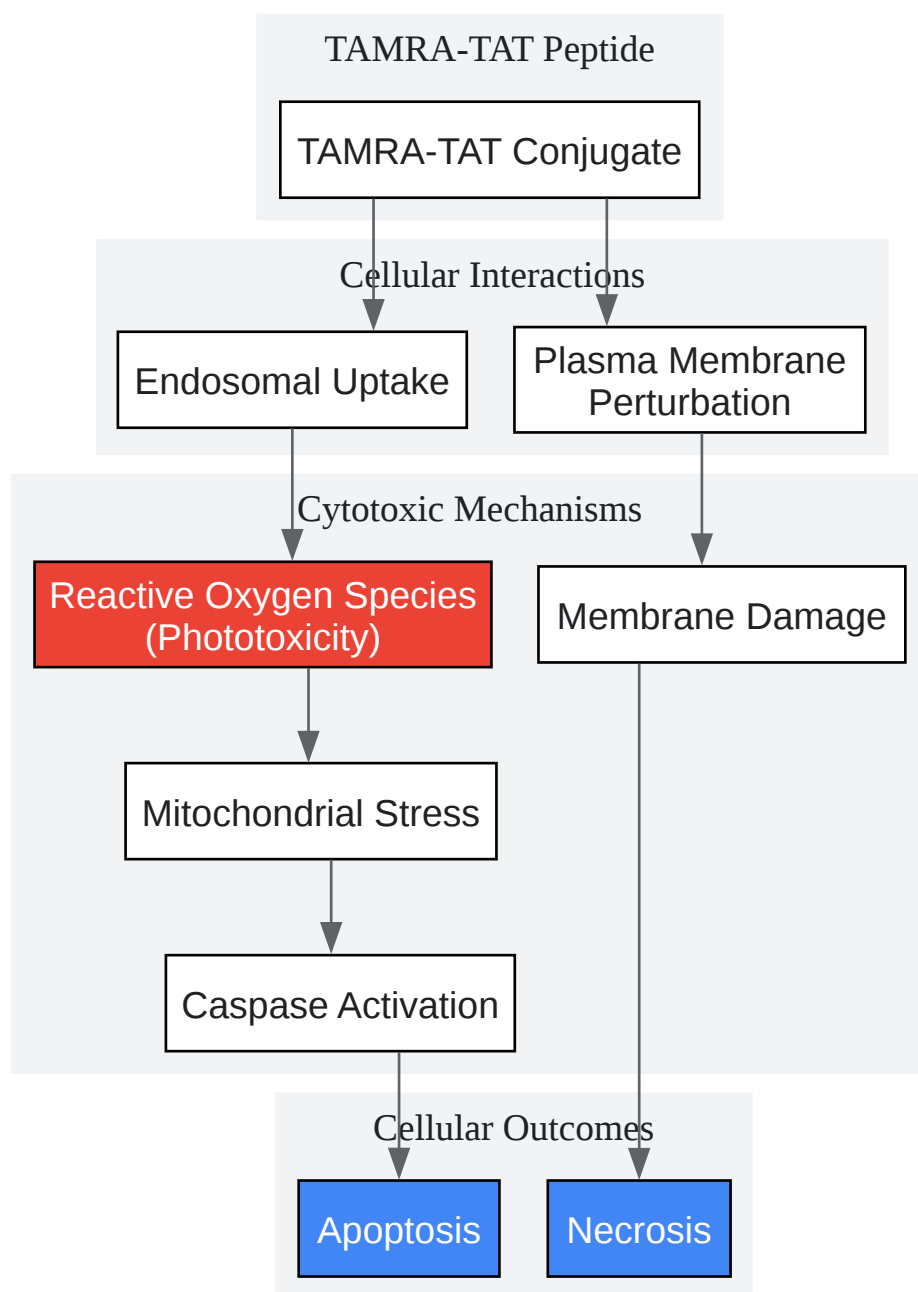 TAMRA-TAT Peptide
TAMRA-TAT Conjugate
Cellular Interactions
Endosomal Uptake
Plasma Membrane
Perturbation
Cytotoxic Mechanisms
Reactive Oxygen Species
(Phototoxicity)
Membrane Damage
Mitochondrial Stress
Caspase Activation
Cellular Outcomes
Apoptosis
Necrosis